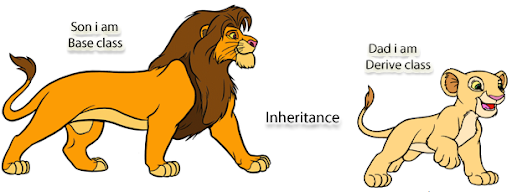 Son i am
Base class
Dad i am
Derive class
Inheritance